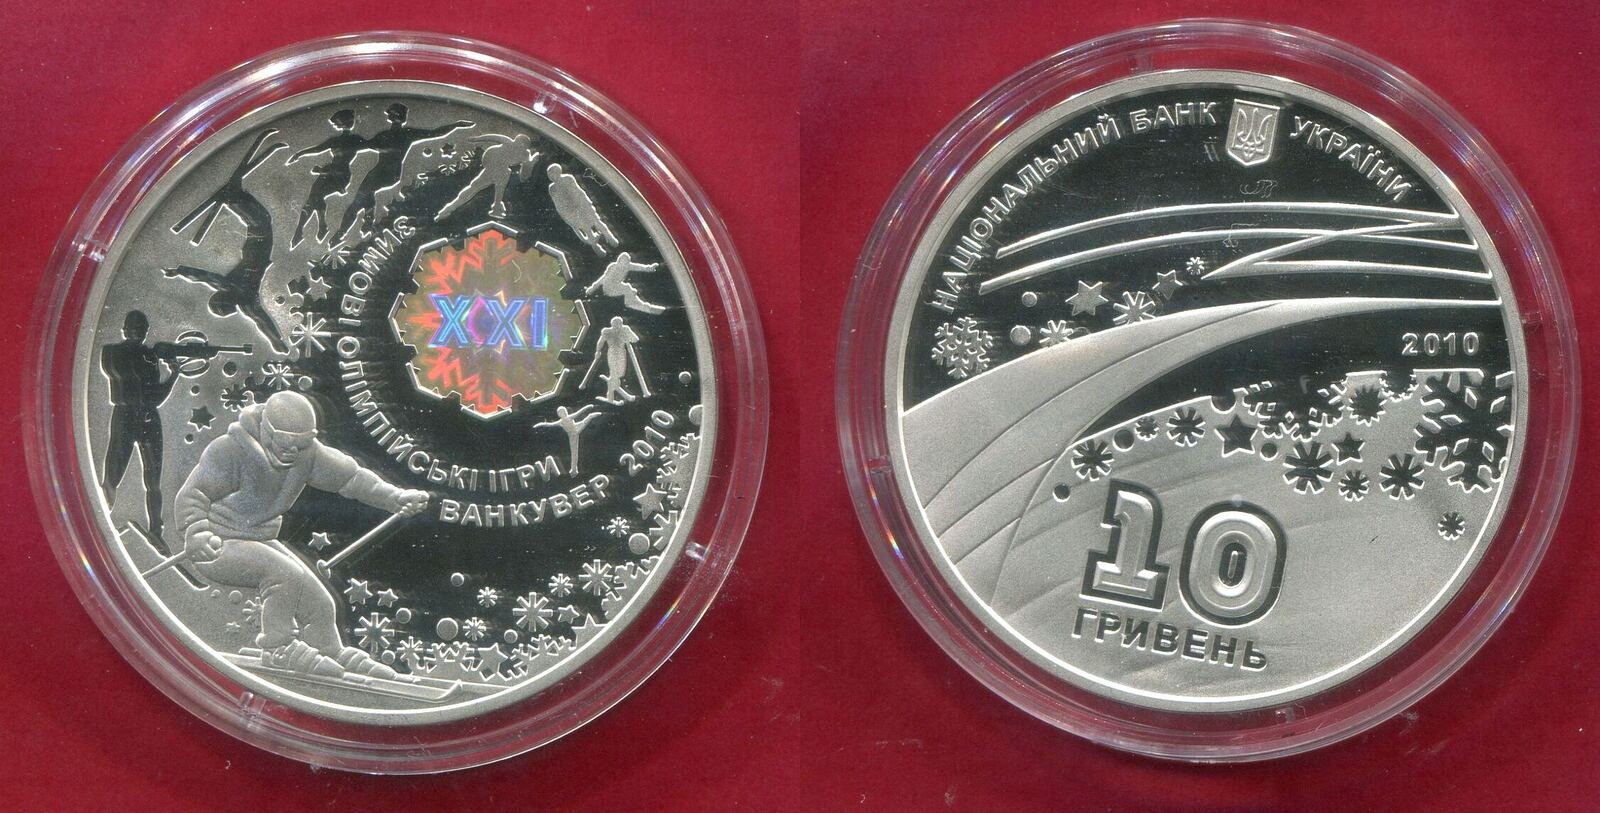 XXI
ЗИМОВІ ОЛІМПІЙСЬКІ ІГРИ
ВАНКУВЕР 2010
НАЦІОНАЛЬНИЙ БАНК УКРАЇНИ
2010
10
ГРИВЕНЬ